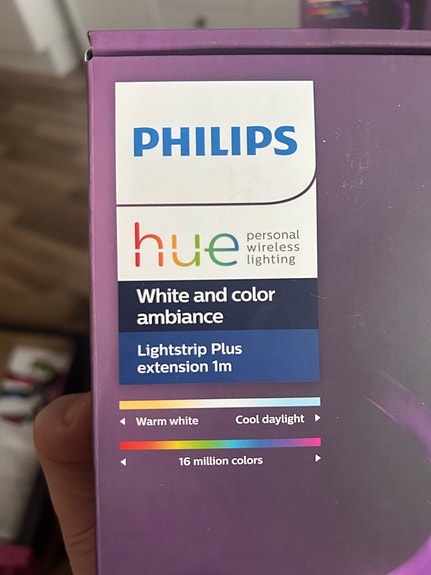 PHILIPS
hue
personal
wireless
lighting
White and color
ambiance
Lightstrip Plus
extension 1m
Warm white
Cool daylight
16 million colors